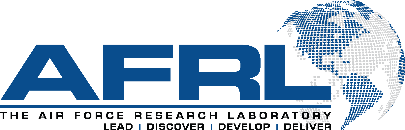 AFRL
THE AIR FORCE RESEARCH LABORATORY
LEAD | DISCOVER | DEVELOP | DELIVER